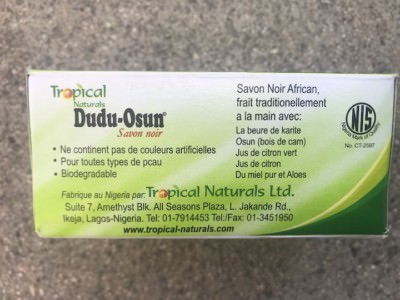 Tropical
Naturals
Dudu-Osun®
Savon noir
• Ne continent pas de couleurs artificielles
• Pour toutes types de pcau
• Biodegradable
Savon Noir African,
frait traditionellement
a la main avec:
La beure de karite
Osun (bois de cam)
Jus de citron vert
Jus de citron
Du miel pur et Aloes
NIS
No. CT-2597
Fabrique au Nigeria par: Tropical Naturals Ltd.
Suite 7, Amethyst Blk. All Seasons Plaza, L. Jakande Rd.,
Ikeja, Lagos-Nigeria. Tel: 01-7914453 Tel:/Fax: 01-3451950
www.tropical-naturals.com